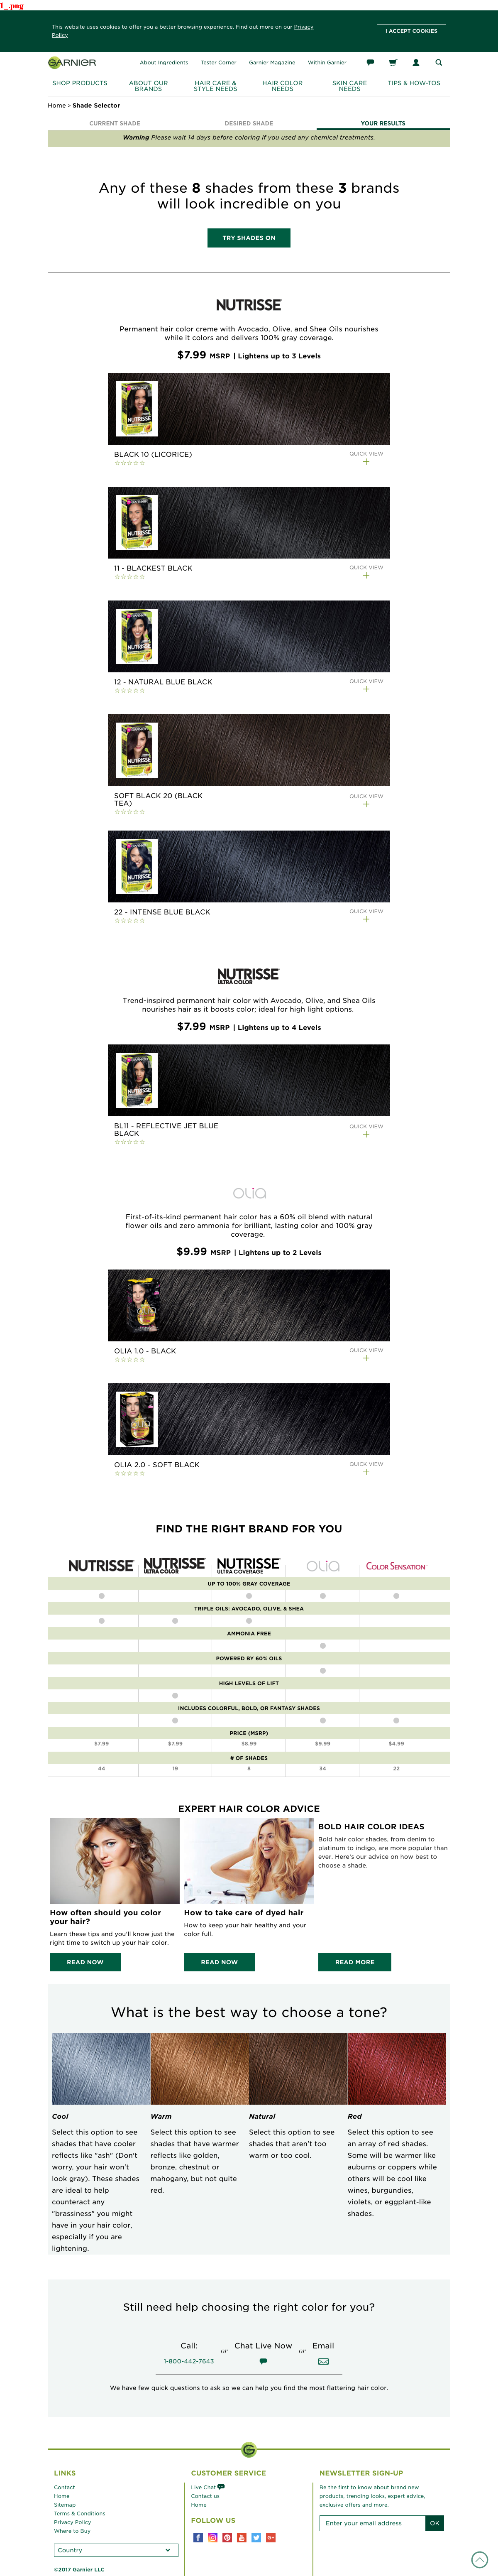 1_.png
This website uses cookies to offer you a better browsing experience. Find out more on our Privacy
Policy
I ACCEPT COOKIES
GARNIER
About Ingredients
Tester Corner
Garnier Magazine
Within Garnier
SHOP PRODUCTS
ABOUT OUR
BRANDS
HAIR CARE &
STYLE NEEDS
HAIR COLOR
NEEDS
SKIN CARE
NEEDS
TIPS & HOW-TOS
Home > Shade Selector
CURRENT SHADE
DESIRED SHADE
YOUR RESULTS
Warning Please wait 14 days before coloring if you used any chemical treatments.
Any of these 8 shades from these 3 brands
will look incredible on you
TRY SHADES ON
NUTRISSE
Permanent hair color creme with Avocado, Olive, and Shea Oils nourishes
while it colors and delivers 100% gray coverage.
$7.99 MSRP | Lightens up to 3 Levels
NUTRISSE
BLACK 10 (LICORICE)
QUICK VIEW
NUTRISSE
11 - BLACKEST BLACK
QUICK VIEW
NUTRISSE
12 - NATURAL BLUE BLACK
QUICK VIEW
NUTRISSE
SOFT BLACK 20 (BLACK
TEA)
QUICK VIEW
NUTRISSE
22 - INTENSE BLUE BLACK
QUICK VIEW
NUTRISSE
ULTRA COLOR
Trend-inspired permanent hair color with Avocado, Olive, and Shea Oils
nourishes hair as it boosts color; ideal for high light options.
$7.99 MSRP | Lightens up to 4 Levels
NUTRISSE
BL11 - REFLECTIVE JET BLUE
BLACK
QUICK VIEW
OLIA
First-of-its-kind permanent hair color has a 60% oil blend with natural
flower oils and zero ammonia for brilliant, lasting color and 100% gray
coverage.
$9.99 MSRP | Lightens up to 2 Levels
OLIA 1.0 - BLACK
QUICK VIEW
OLIA 2.0 - SOFT BLACK
QUICK VIEW
FIND THE RIGHT BRAND FOR YOU
NUTRISSE
NUTRISSE
ULTRA COLOR
NUTRISSE
ULTRA COVERAGE
OLIA
COLOR SENSATION
UP TO 100% GRAY COVERAGE
TRIPLE OILS: AVOCADO, OLIVE, & SHEA
AMMONIA FREE
POWERED BY 60% OILS
HIGH LEVELS OF LIFT
INCLUDES COLORFUL, BOLD, OR FANTASY SHADES
PRICE (MSRP)
$7.99 $7.99 $8.99 $9.99 $4.99
# OF SHADES
44 19 8 34 22
EXPERT HAIR COLOR ADVICE
How often should you color
your hair?
Learn these tips and you'll know just the
right time to switch up your hair color.
READ NOW
How to take care of dyed hair
How to keep your hair healthy and your
color full.
READ NOW
BOLD HAIR COLOR IDEAS
Bold hair color shades, from denim to
platinum to indigo, are more popular than
ever. Here's our advice on how best to
choose a shade.
READ MORE
What is the best way to choose a tone?
Cool
Select this option to see
shades that have cooler
reflects like "ash" (Don't
worry, your hair won't
look gray). These shades
are ideal to help
counteract any
"brassiness" you might
have in your hair color,
especially if you are
lightening.
Warm
Select this option to see
shades that have warmer
reflects like golden,
bronze, chestnut or
mahogany, but not quite
red.
Natural
Select this option to see
shades that aren't too
warm or too cool.
Red
Select this option to see
an array of red shades.
Some will be warmer like
auburns or coppers while
others will be cool like
wines, burgundies,
violets, or eggplant-like
shades.
Still need help choosing the right color for you?
Call:
1-800-442-7643
or
Chat Live Now
or
Email
We have few quick questions to ask so we can help you find the most flattering hair color.
LINKS
Contact
Home
Sitemap
Terms & Conditions
Privacy Policy
Where to Buy
Country
©2017 Garnier LLC
CUSTOMER SERVICE
Live Chat
Contact us
Home
FOLLOW US
NEWSLETTER SIGN-UP
Be the first to know about brand new
products, trending looks, expert advice,
exclusive offers and more.
Enter your email address
OK